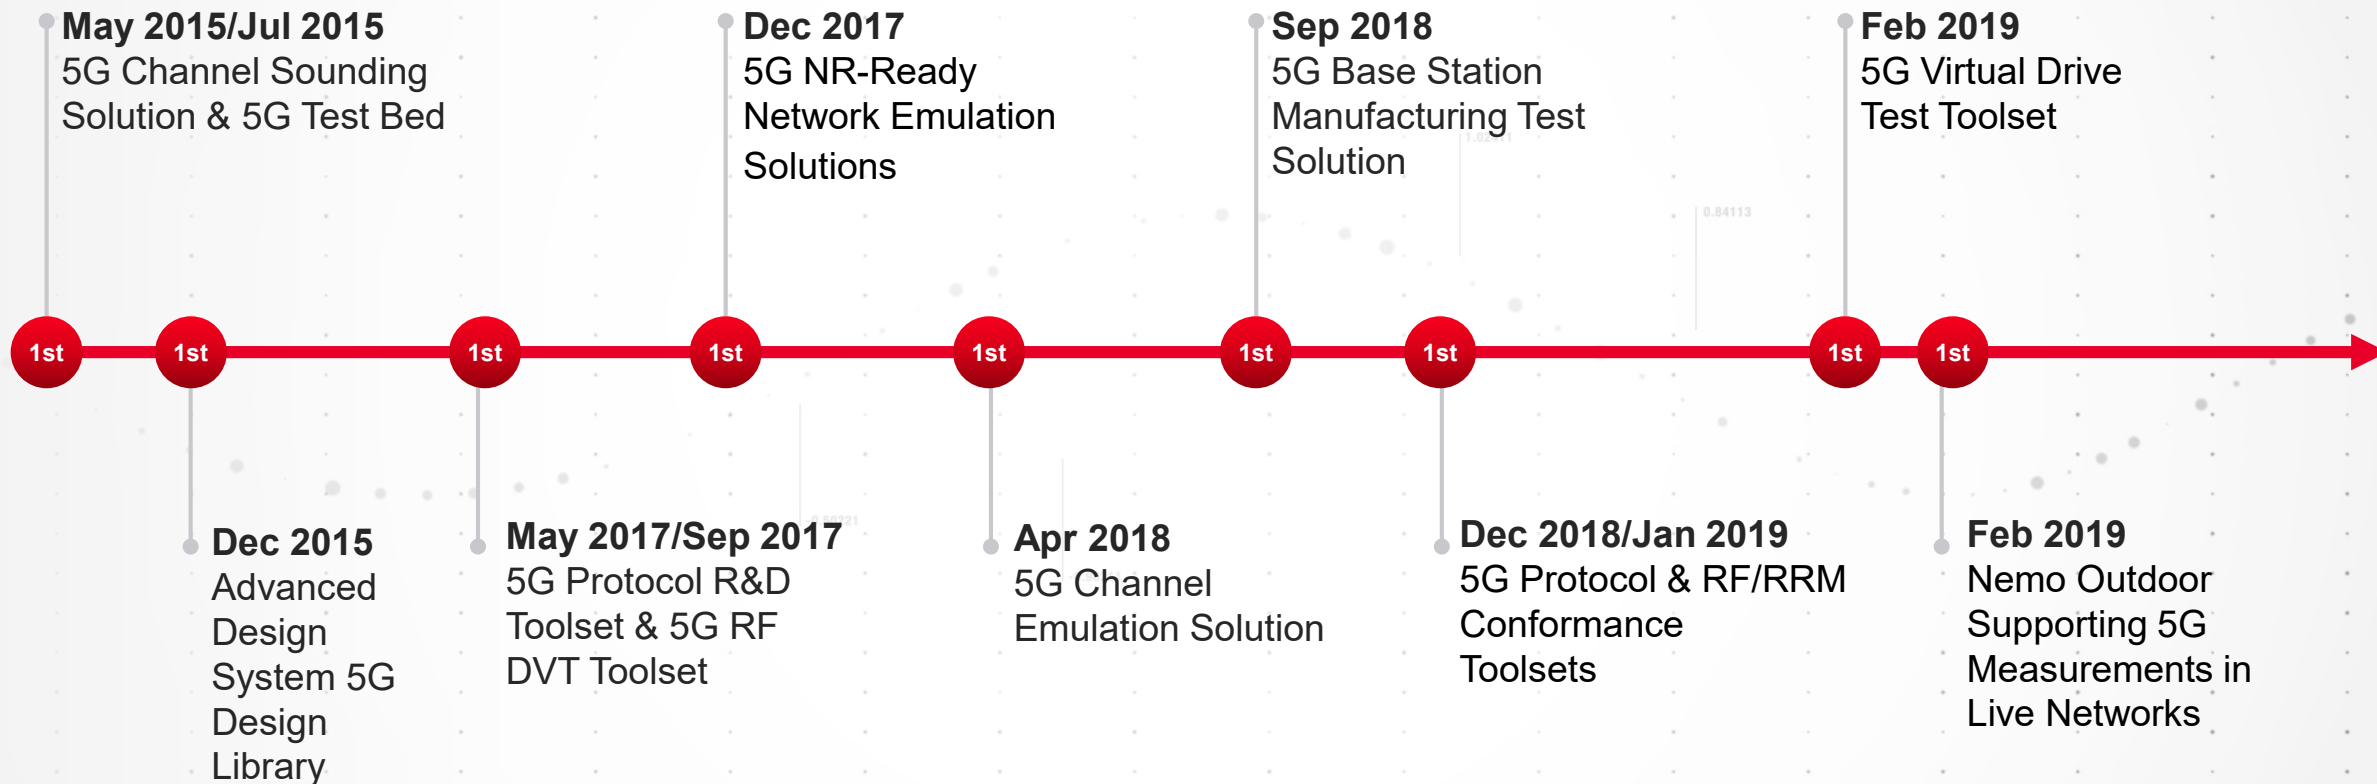 May 2015/Jul 2015
5G Channel Sounding
Solution & 5G Test Bed
Dec 2017
5G NR-Ready
Network Emulation
Solutions
Sep 2018
5G Base Station
Manufacturing Test
Solution
Feb 2019
5G Virtual Drive
Test Toolset
0.84113
1st
1st
1st
1st
1st
1st
1st
1st
1st
Dec 2015
Advanced
Design
System 5G
Design
Library
May 2017/Sep 2017
5G Protocol R&D
Toolset & 5G RF
DVT Toolset
Apr 2018
5G Channel
Emulation Solution
Dec 2018/Jan 2019
5G Protocol & RF/RRM
Conformance
Toolsets
Feb 2019
Nemo Outdoor
Supporting 5G
Measurements in
Live Networks